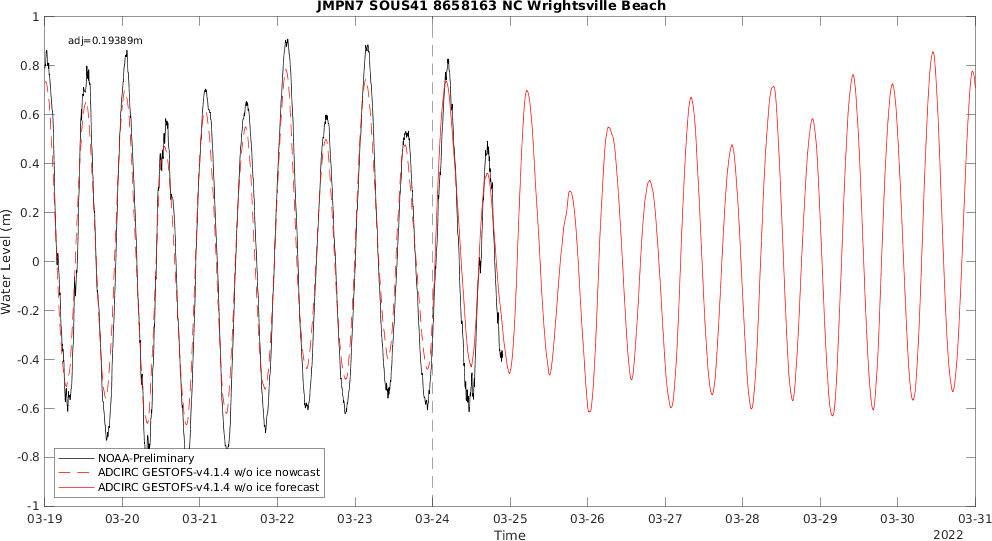 JMPN7 SOUS41 8658163 NC Wrightsville Beach
adj=0.19389m
1
0.8
0.6
0.4
0.2
0
-0.2
-0.4
-0.6
-0.8
-1
Water Level (m)
NOAA-Preliminary
ADCIRC GESTOFS-v4.1.4 w/o ice nowcast
ADCIRC GESTOFS-v4.1.4 w/o ice forecast
03-19 03-20 03-21 03-22 03-23 03-24 03-25 03-26 03-27 03-28 03-29 03-30 03-31
Time
2022